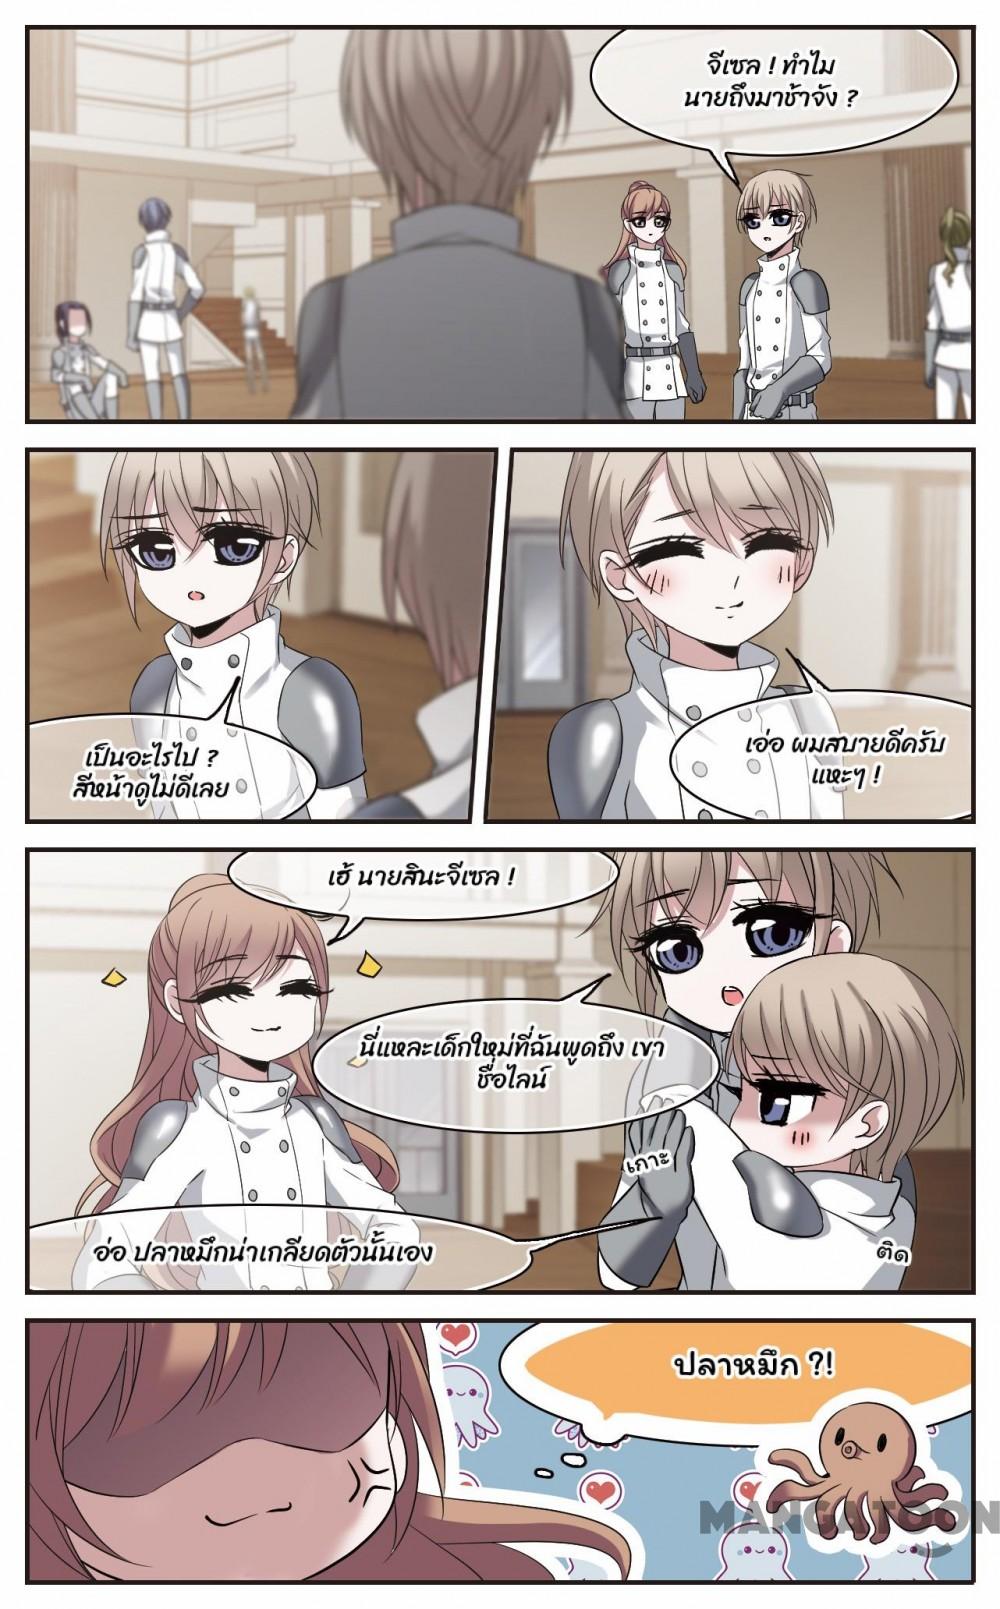 จีเซล ! ทำไม
นายถึงมาช้าจัง ?
เป็นอะไรไป ?
สีหน้าดูไม่ดีเลย
เอ่อ ผมสบายดีครับ
แหะๆ !
เฮ้ นายสินะจีเซล !
นี่แหละเด็กใหม่ที่ฉันพูดถึง เขา
ชื่อไลน์
เกาะ
ติด
อ่อ ปลาหมึกน่าเกลียดตัวนั้นเอง
ปลาหมึก ?!
MANGATOON